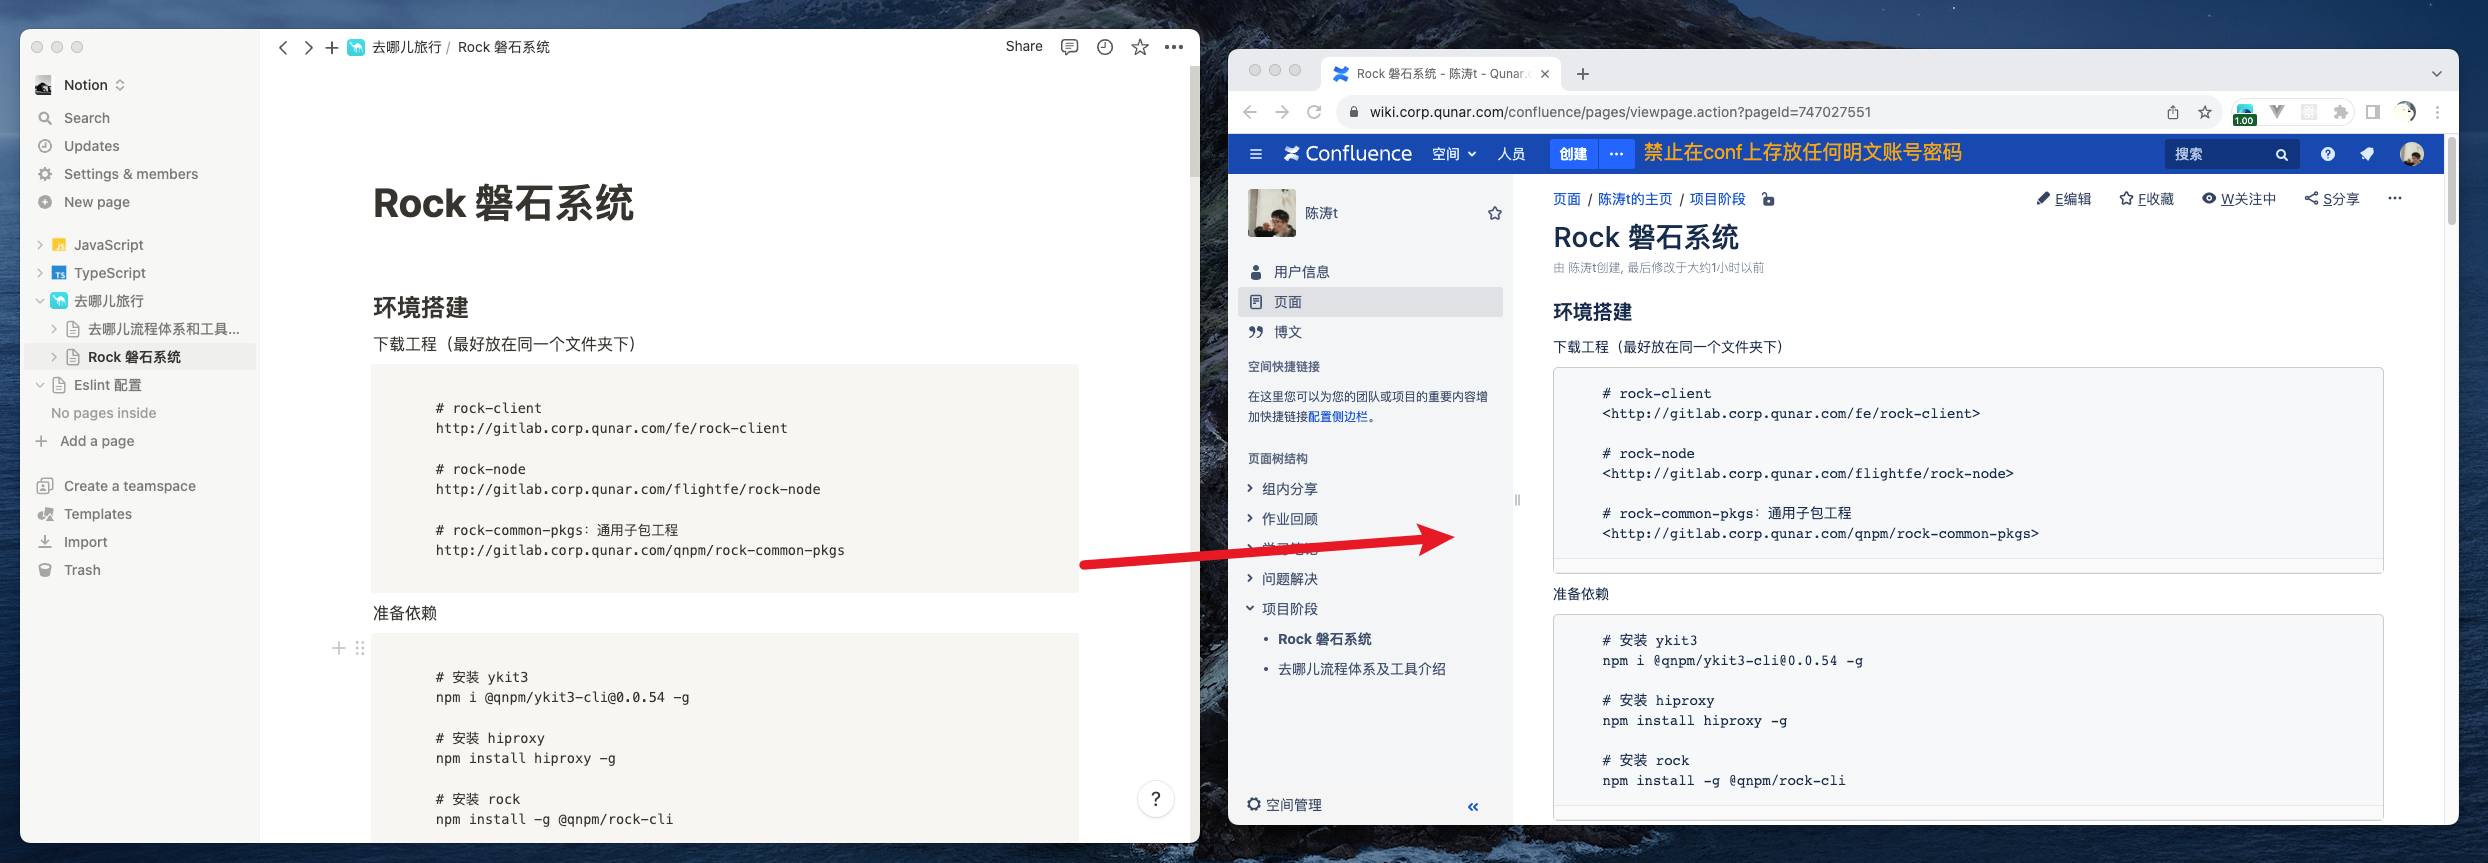 去哪儿旅行 / Rock 磐石系统
Share
Notion
Search
Updates
Settings & members
New page
JavaScript
TypeScript
去哪儿旅行
去哪儿流程体系和工具...
Rock 磐石系统
Eslint 配置
No pages inside
Add a page
Create a teamspace
Templates
Import
Trash
Rock 磐石系统
环境搭建
下载工程（最好放在同一个文件夹下）
# rock-client
http://gitlab.corp.qunar.com/fe/rock-client
# rock-node
http://gitlab.corp.qunar.com/flightfe/rock-node
# rock-common-pkgs：通用子包工程
http://gitlab.corp.qunar.com/qnpm/rock-common-pkgs
准备依赖
# 安装 ykit3
npm i @qnpm/ykit3-cli@0.0.54 -g
# 安装 hiproxy
npm install hiproxy -g
# 安装 rock
npm install -g @qnpm/rock-cli
?
Rock 磐石系统 - 陈涛t - Qunar.c
wiki.corp.qunar.com/confluence/pages/viewpage.action?pageId=747027551
1.00
Confluence 空间 人员 创建 ··· 禁止在conf上存放任何明文账号密码 搜索
陈涛t
用户信息
页面
博文
空间快捷链接
在这里您可以为您的团队或项目的重要内容增
加快捷链接配置侧边栏。
页面树结构
组内分享
作业回顾
问题解决
项目阶段
Rock 磐石系统
去哪儿流程体系及工具介绍
空间管理
页面 / 陈涛t的主页 / 项目阶段
E编辑 F收藏 W关注中 S分享
Rock 磐石系统
由 陈涛t创建, 最后修改于大约1小时以前
环境搭建
下载工程（最好放在同一个文件夹下）
# rock-client
<http://gitlab.corp.qunar.com/fe/rock-client>
# rock-node
<http://gitlab.corp.qunar.com/flightfe/rock-node>
# rock-common-pkgs：通用子包工程
<http://gitlab.corp.qunar.com/qnpm/rock-common-pkgs>
准备依赖
# 安装 ykit3
npm i @qnpm/ykit3-cli@0.0.54 -g
# 安装 hiproxy
npm install hiproxy -g
# 安装 rock
npm install -g @qnpm/rock-cli